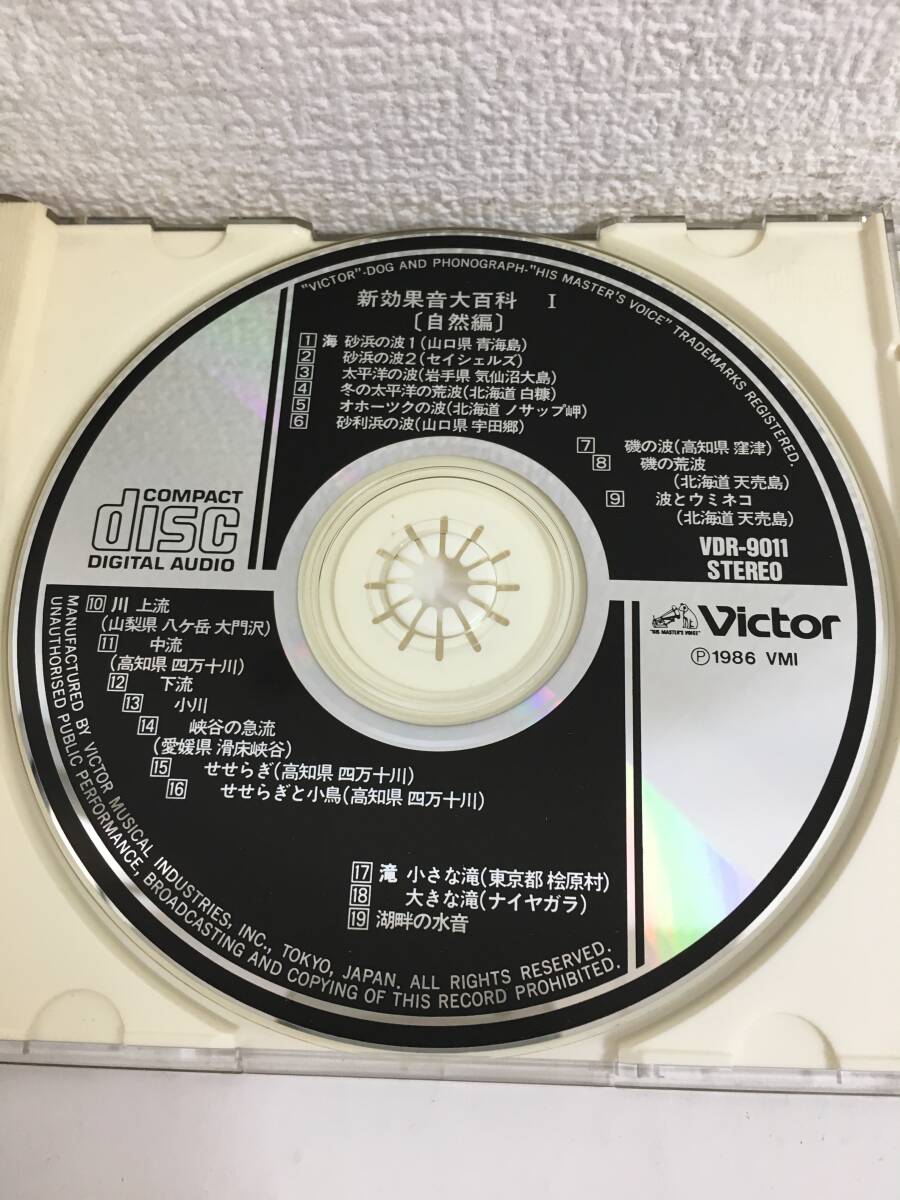 "VICTOR"-DOG AND PHONOGRAPH-"HIS MASTER'S VOICE" TRADEMARKS REGISTERED.
新効果音大百科 I
〔自然編〕
1 海 砂浜の波1(山口県 青海島)
2 砂浜の波2(セイシェルズ)
3 太平洋の波(岩手県 気仙沼大島)
4 冬の太平洋の荒波(北海道 白糠)
5 オホーツクの波(北海道 ノサップ岬)
6 砂利浜の波(山口県 宇田郷)
7 磯の波(高知県 窪津)
8 磯の荒波
(北海道 天売島)
9 波とウミネコ
(北海道 天売島)
COMPACT
disc
DIGITAL AUDIO
VDR-9011
STEREO
"HIS MASTER'S VOICE"
Victor
Ⓟ1986 VMI
10 川 上流
(山梨県 八ケ岳 大門沢)
11 中流
(高知県 四万十川)
12 下流
13 小川
14 峡谷の急流
(愛媛県 滑床峡谷)
15 せせらぎ(高知県 四万十川)
16 せせらぎと小鳥(高知県 四万十川)
17 滝 小さな滝(東京都 桧原村)
18 大きな滝(ナイヤガラ)
19 湖畔の水音
MANUFACTURED BY VICTOR MUSICAL INDUSTRIES, INC., TOKYO, JAPAN. ALL RIGHTS RESERVED.
UNAUTHORISED PUBLIC PERFORMANCE, BROADCASTING AND COPYING OF THIS RECORD PROHIBITED.